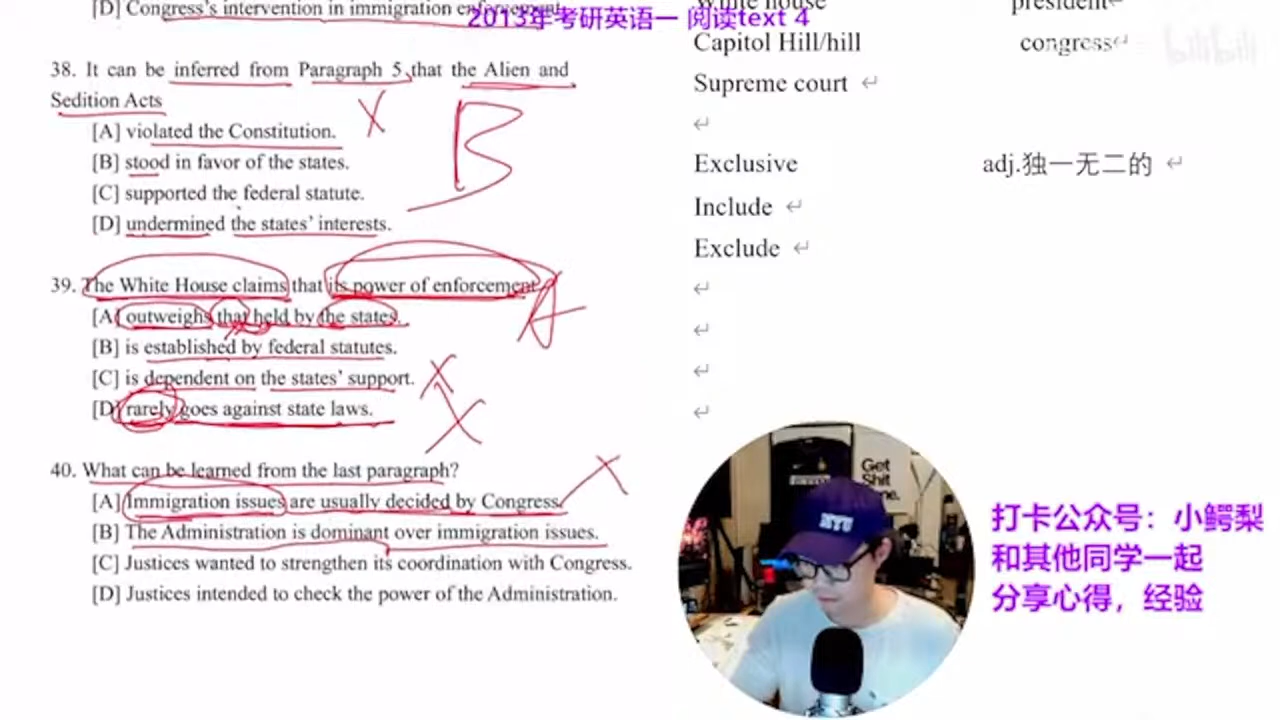 [D] Congress's intervention in immigration enforcement.
2013年考研英语一 阅读text 4
38. It can be inferred from Paragraph 5 that the Alien and
Sedition Acts
[A] violated the Constitution.
[B] stood in favor of the states.
[C] supported the federal statute.
[D] undermined the states' interests.
B
39. The White House claims that its power of enforcement
[A] outweighs that held by the states.
[B] is established by federal statutes.
[C] is dependent on the states' support.
[D] rarely goes against state laws.
A
40. What can be learned from the last paragraph?
[A] Immigration issues are usually decided by Congress.
[B] The Administration is dominant over immigration issues.
[C] Justices wanted to strengthen its coordination with Congress.
[D] Justices intended to check the power of the Administration.
White house president
Capitol Hill/hill congress
Supreme court
Exclusive adj.独一无二的
Include
Exclude
bilibili
Get
Shit
NYU
打卡公众号：小鳄梨
和其他同学一起
分享心得，经验